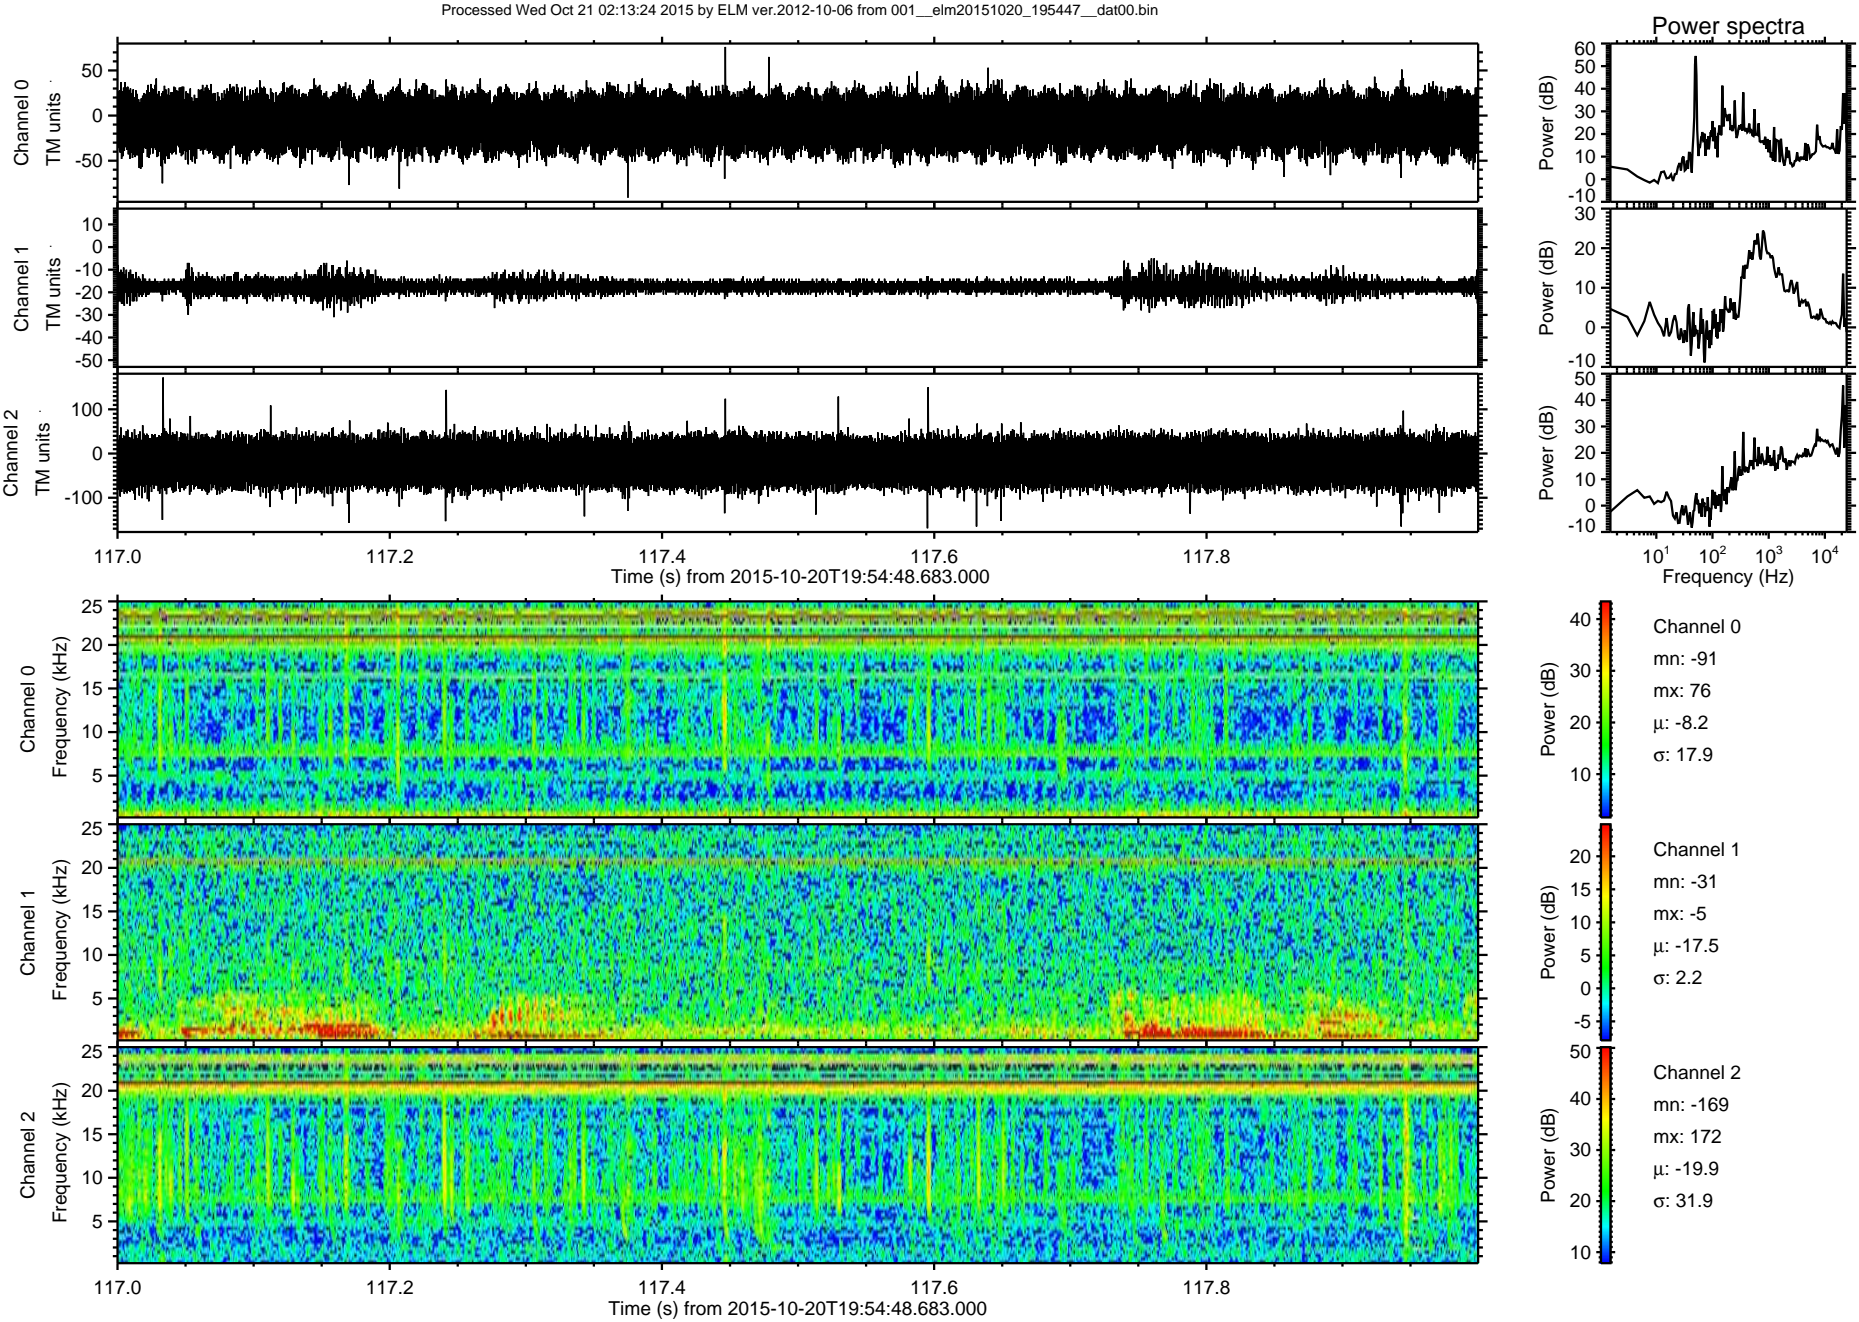 Processed Wed Oct 21 02:13:24 2015 by ELM ver.2012-10-06 from 001__elm20151020_195447__dat00.bin
Power spectra
Channel 0
TM units
50
0
-50
Power (dB)
60
50
40
30
20
10
0
-10
Channel 1
TM units
10
0
-10
-20
-30
-40
-50
Power (dB)
30
20
10
0
-10
Channel 2
TM units
100
0
-100
Power (dB)
50
40
30
20
10
0
-10
117.0 117.2 117.4 117.6 117.8
Time (s) from 2015-10-20T19:54:48.683.000
10¹ 10² 10³ 10⁴
Frequency (Hz)
Channel 0
Frequency (kHz)
25
20
15
10
5
Power (dB)
40
30
20
10
Channel 0
mn: -91
mx: 76
μ: -8.2
σ: 17.9
Channel 1
Frequency (kHz)
25
20
15
10
5
Power (dB)
20
15
10
5
0
-5
Channel 1
mn: -31
mx: -5
μ: -17.5
σ: 2.2
Channel 2
Frequency (kHz)
25
20
15
10
5
Power (dB)
50
40
30
20
10
Channel 2
mn: -169
mx: 172
μ: -19.9
σ: 31.9
117.0 117.2 117.4 117.6 117.8
Time (s) from 2015-10-20T19:54:48.683.000